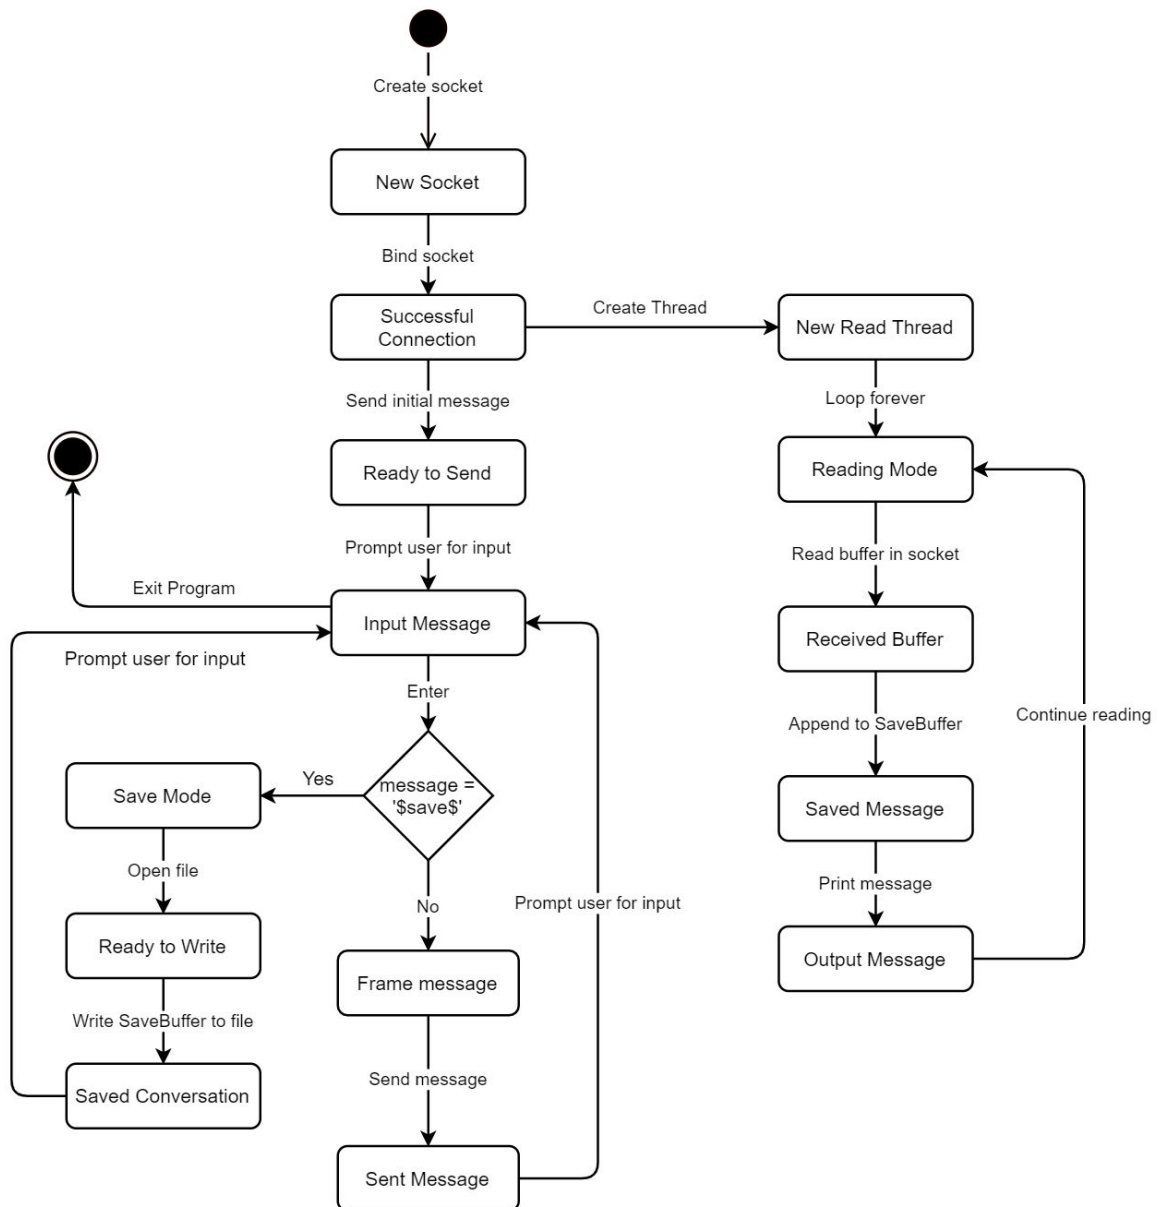 Create socket
New Socket
Bind socket
Successful
Connection
Create Thread
New Read Thread
Send initial message
Loop forever
Ready to Send
Reading Mode
Prompt user for input
Read buffer in socket
Exit Program
Input Message
Received Buffer
Prompt user for input
Enter
Append to SaveBuffer
Continue reading
Yes
message =
'$save$'
Save Mode
Saved Message
Open file
Print message
No
Prompt user for input
Ready to Write
Frame message
Output Message
Write SaveBuffer to file
Send message
Saved Conversation
Sent Message